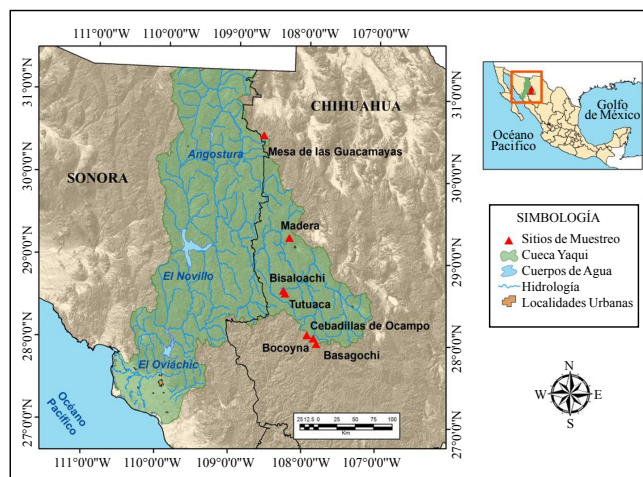 111°0'0"W 110°0'0"W 109°0'0"W 108°0'0"W 107°0'0"W
31°0'0"N
30°0'0"N
29°0'0"N
28°0'0"N
27°0'0"N
CHIHUAHUA
Angostura
Mesa de las Guacamayas
SONORA
Madera
Bisaloachi
El Novillo
Tutuaca
Cebadillas de Ocampo
El Oviáchic
Bocoyna
Basagochi
Océano
Pacífico
25 12.5 0 25 50 75 100
Km
31°0'0"N
30°0'0"N
29°0'0"N
28°0'0"N
27°0'0"N
111°0'0"W 110°0'0"W 109°0'0"W 108°0'0"W 107°0'0"W
Golfo
de México
Océano
Pacifico
SIMBOLOGÍA
Sitios de Muestreo
Cueca Yaqui
Cuerpos de Agua
Hidrología
Localidades Urbanas
N
W E
S